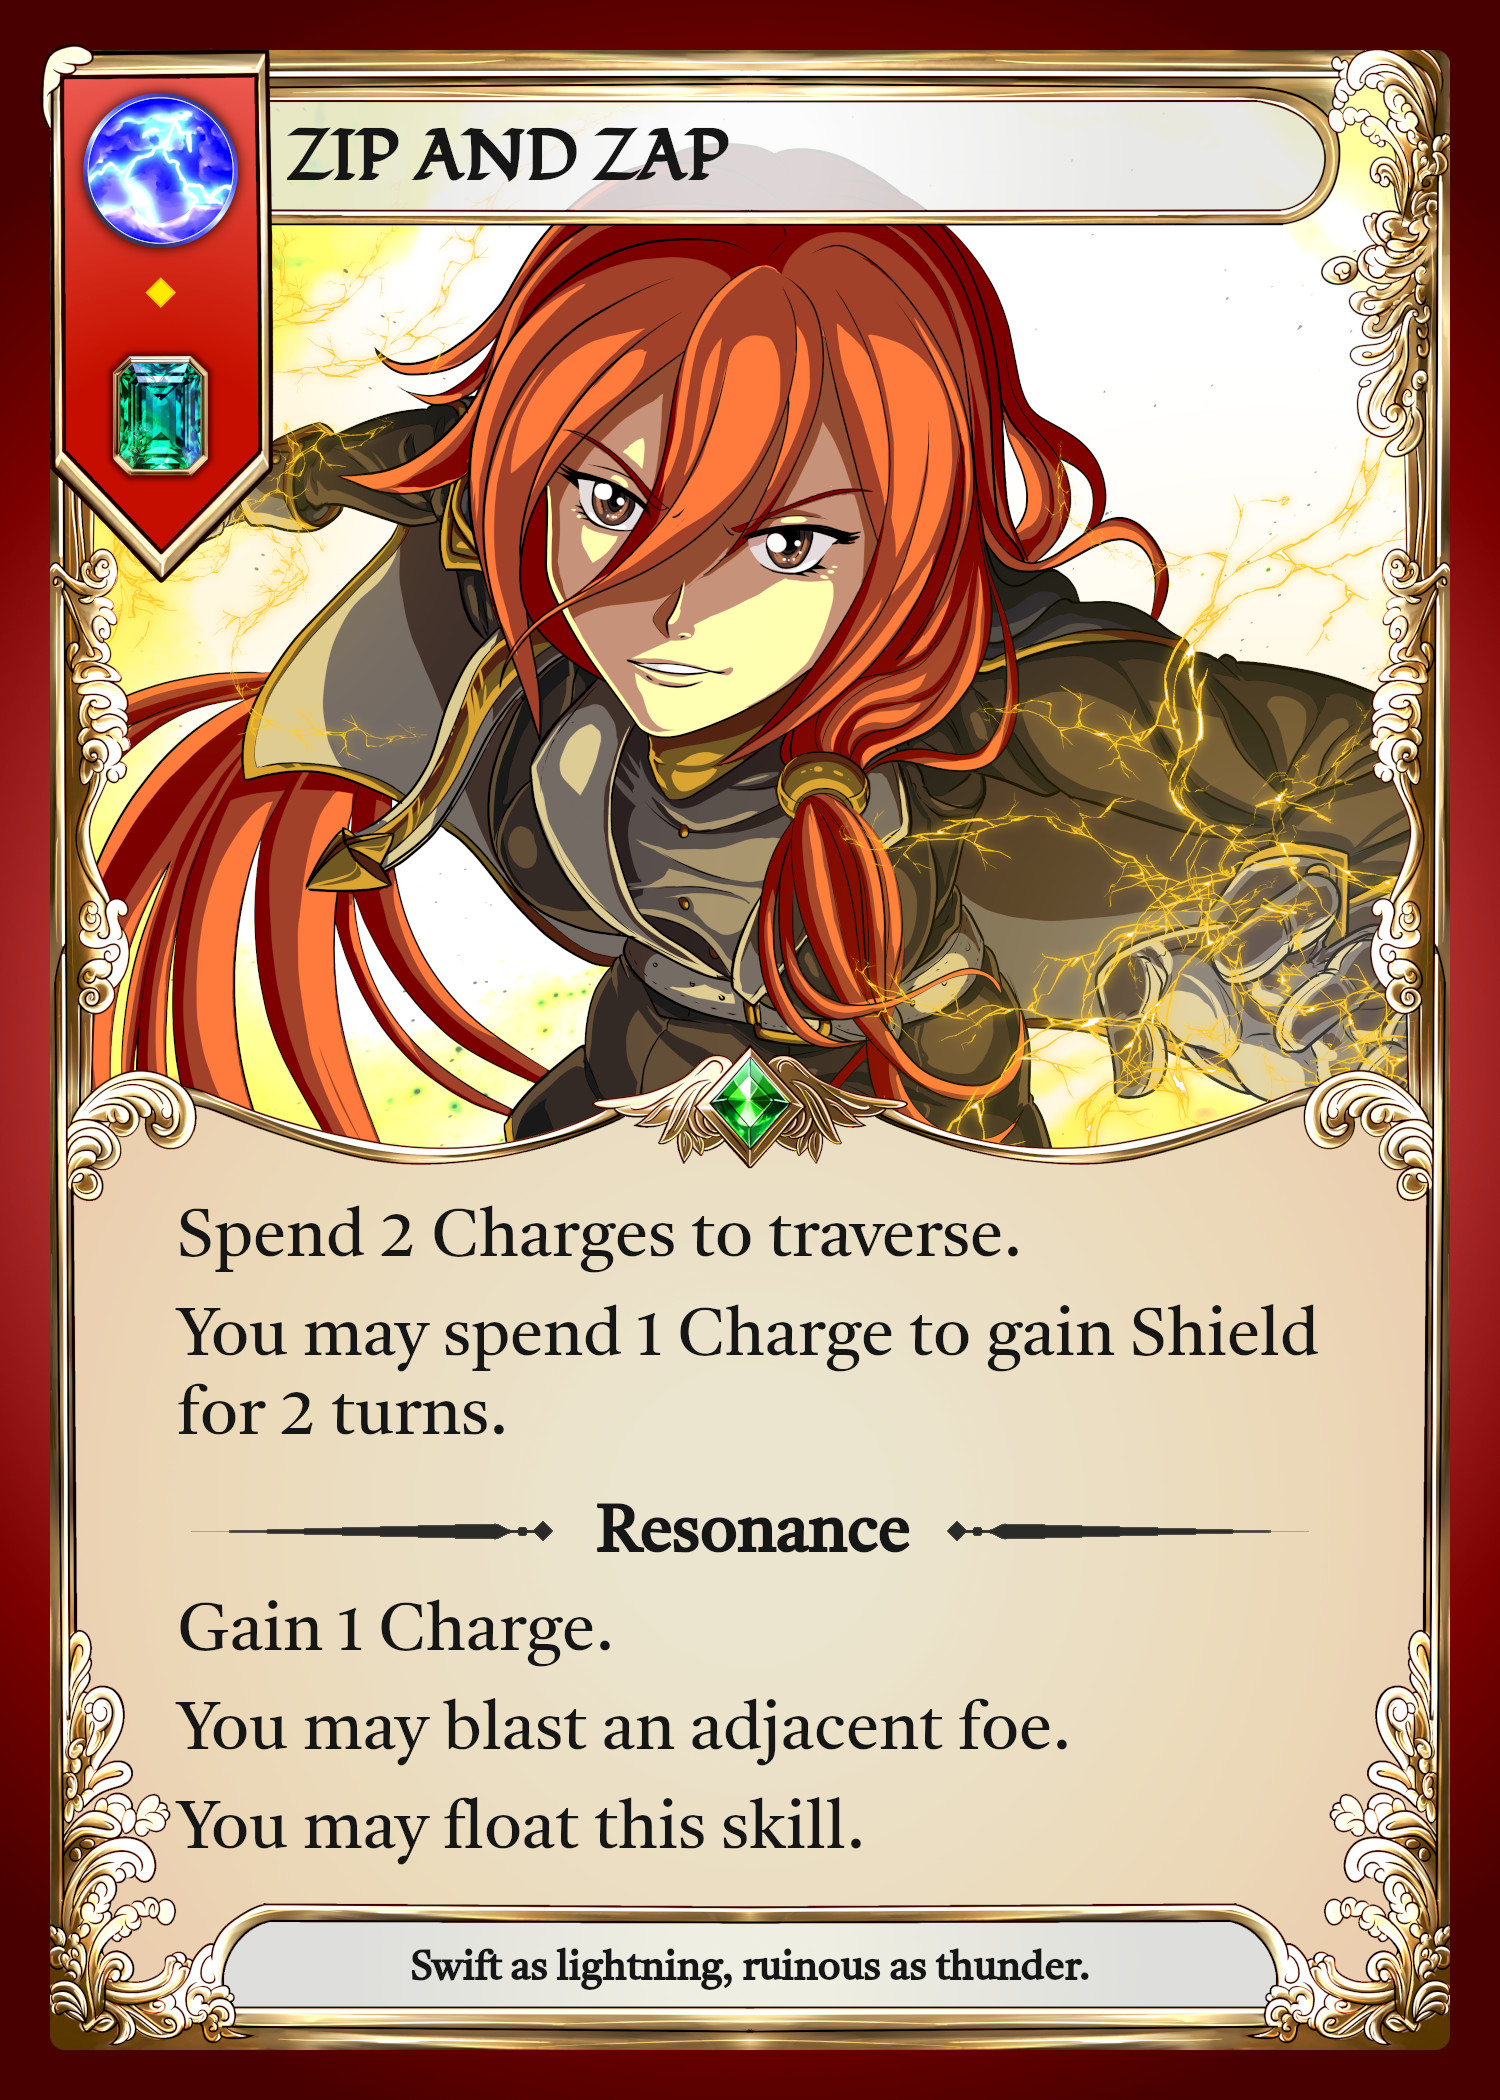 ZIP AND ZAP
Spend 2 Charges to traverse.
You may spend 1 Charge to gain Shield
for 2 turns.
Resonance
Gain 1 Charge.
You may blast an adjacent foe.
You may float this skill.
Swift as lightning, ruinous as thunder.